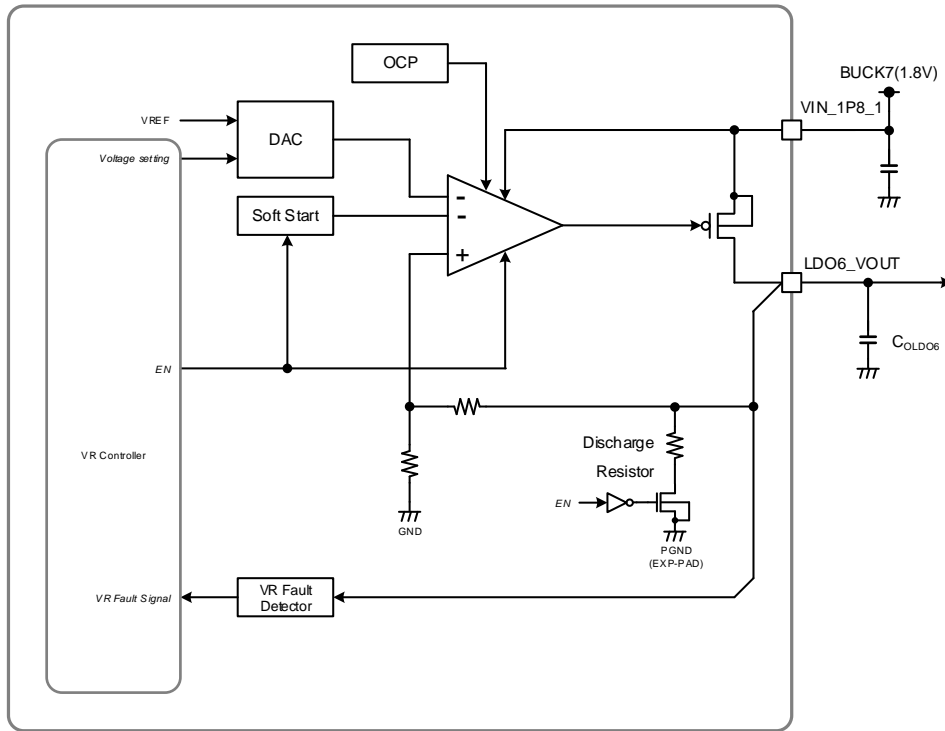 OCP
BUCK7(1.8V)
VIN_1P8_1
VREF
DAC
Voltage setting
-
-
+
Soft Start
LDO6_VOUT
COLDO6
EN
VR Controller
Discharge
Resistor
EN
GND
PGND
(EXP-PAD)
VR Fault Signal
VR Fault
Detector